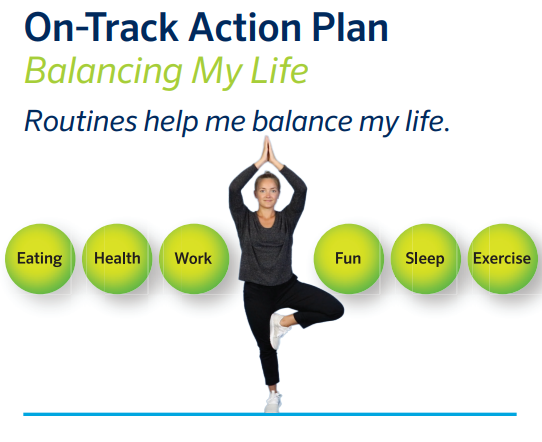 On-Track Action Plan
Balancing My Life
Routines help me balance my life.
Eating Health Work Fun Sleep Exercise